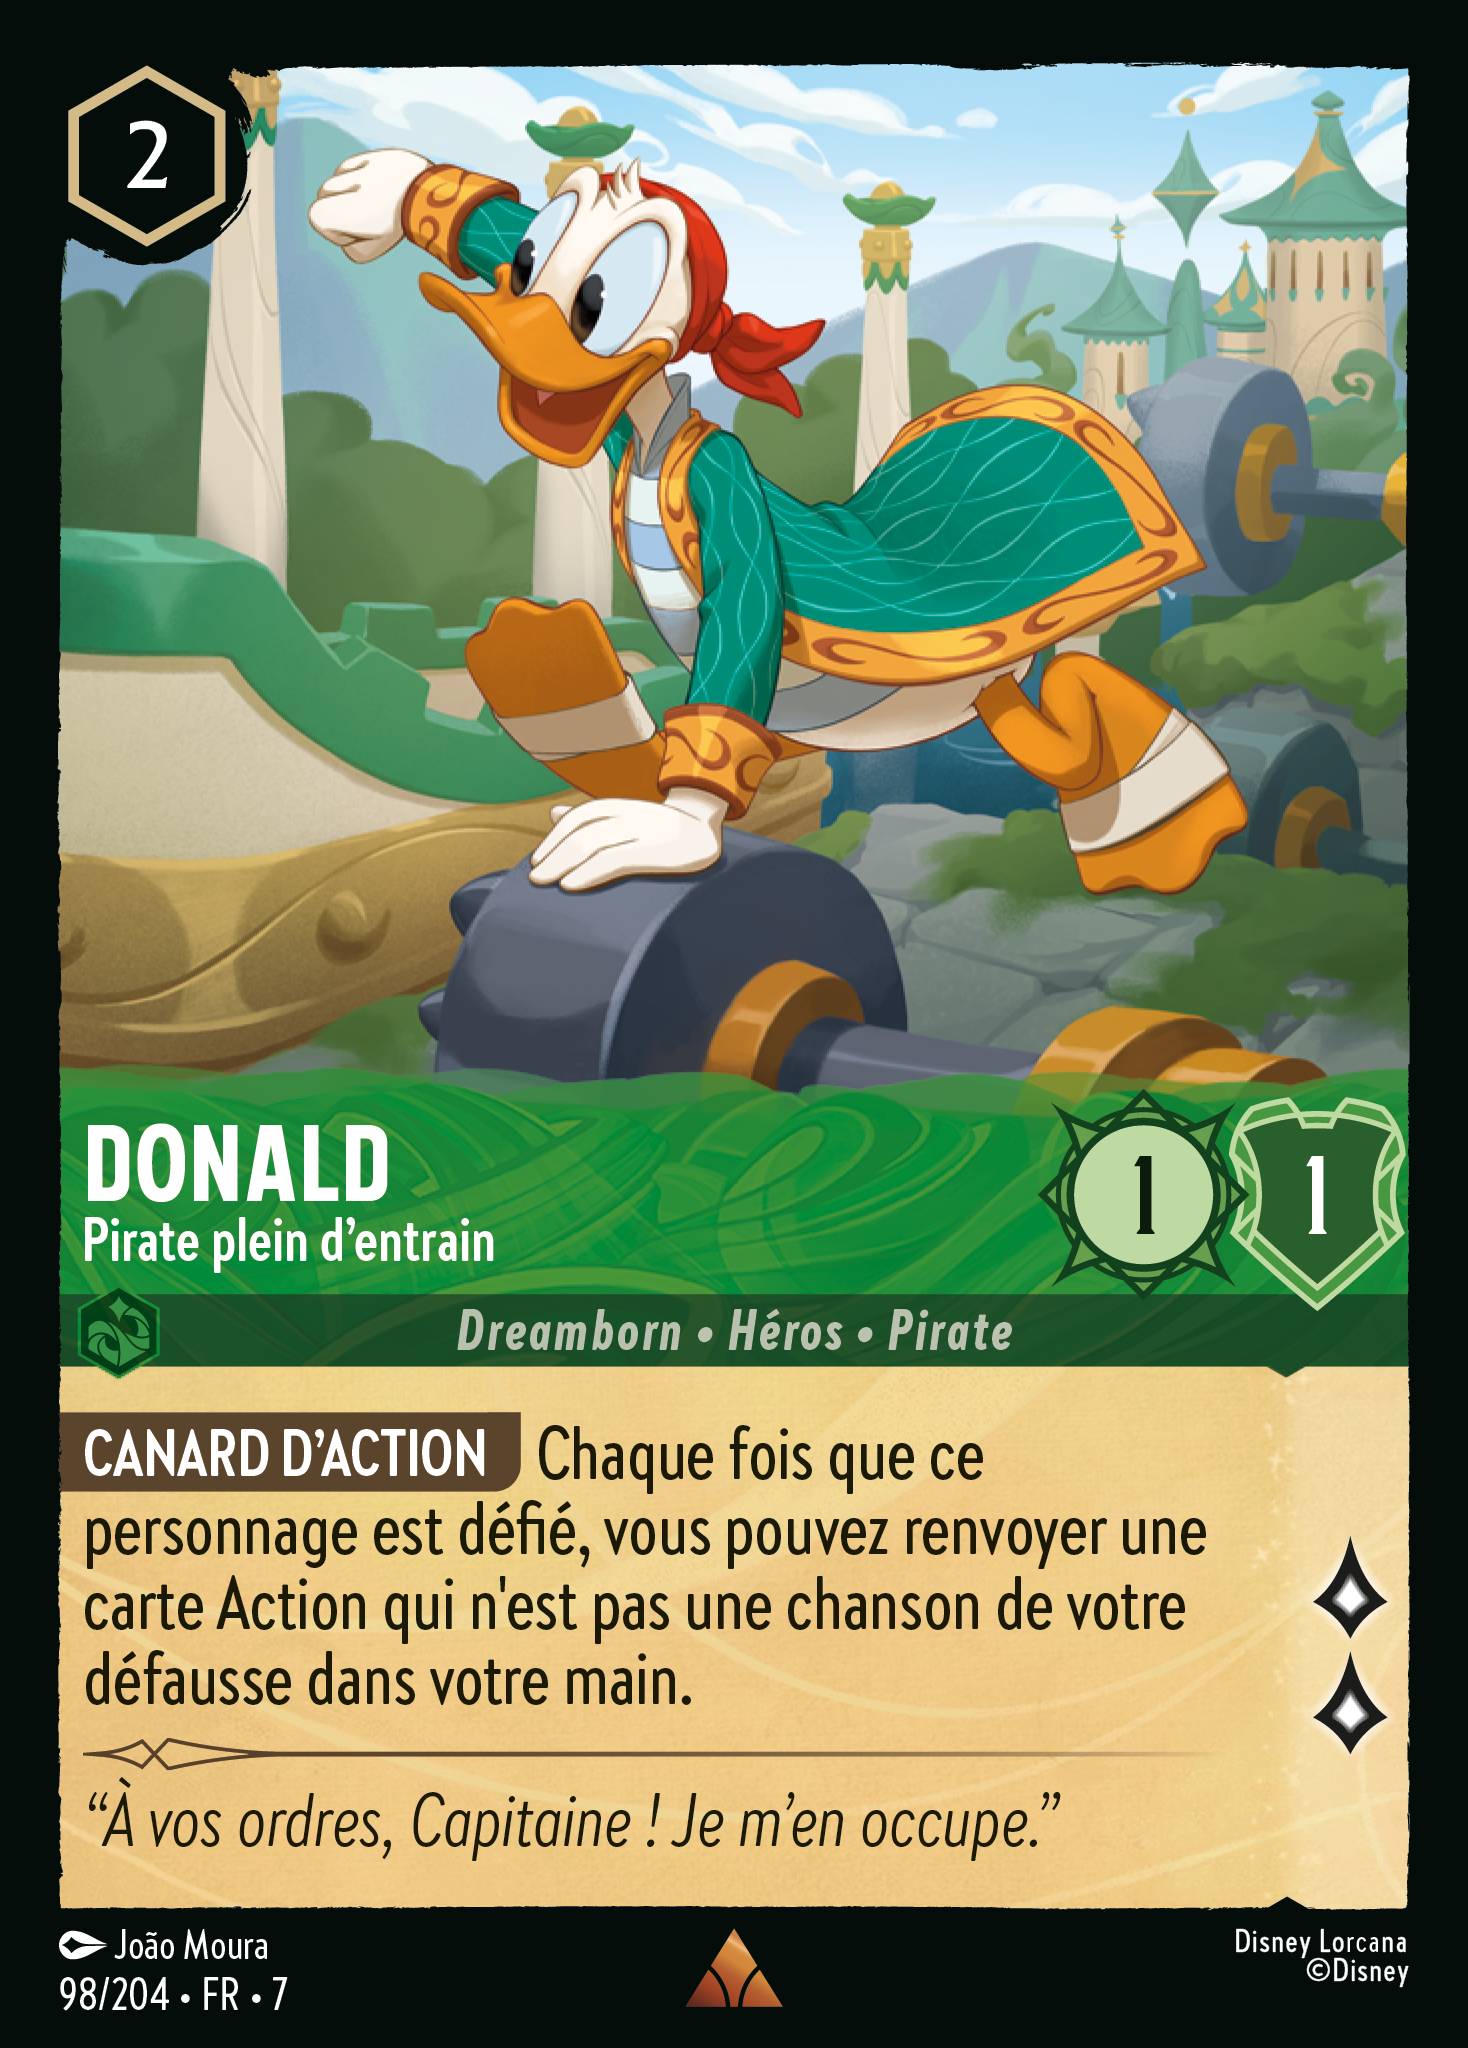 2
DONALD
Pirate plein d’entrain
1 1
Dreamborn • Héros • Pirate
CANARD D’ACTION Chaque fois que ce
personnage est défié, vous pouvez renvoyer une
carte Action qui n'est pas une chanson de votre
défausse dans votre main.
“À vos ordres, Capitaine ! Je m’en occupe.”
João Moura
98/204 • FR • 7
Disney Lorcana
©Disney